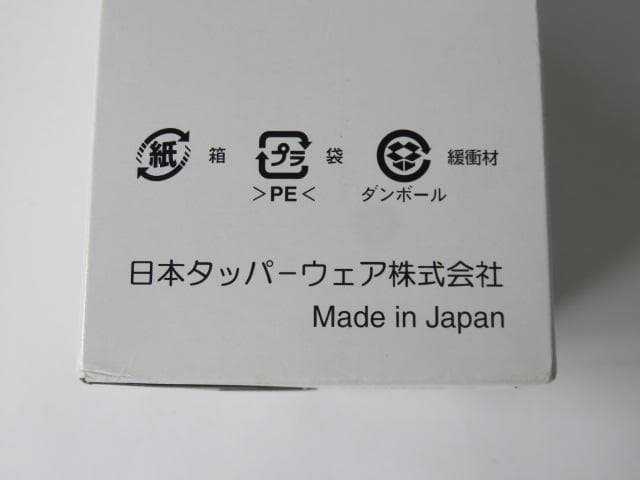 紙 箱 プラ 袋 緩衝材
>PE< ダンボール
日本タッパーウェア株式会社
Made in Japan